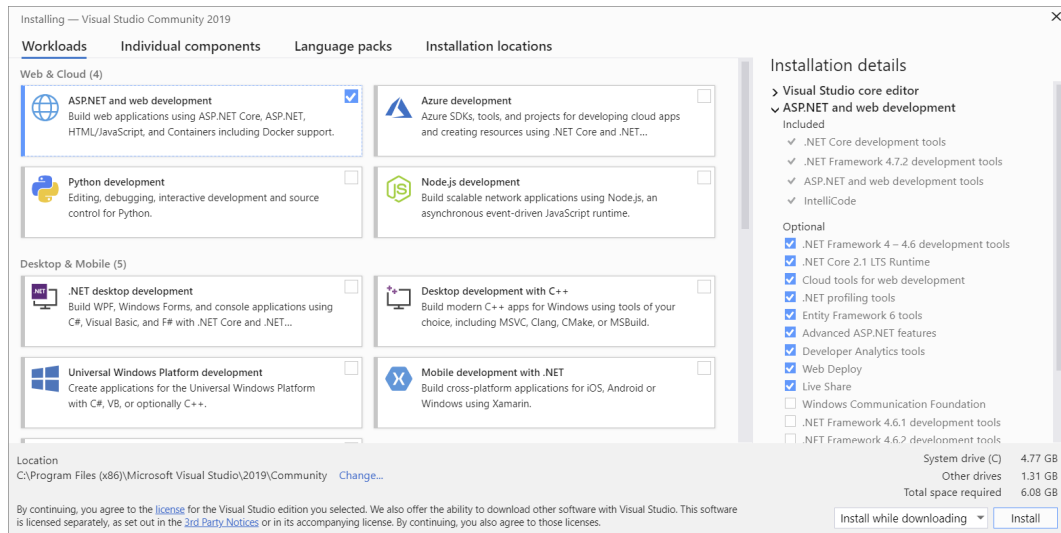 Installing — Visual Studio Community 2019
Workloads
Individual components
Language packs
Installation locations
Web & Cloud (4)
ASP.NET and web development
Build web applications using ASP.NET Core, ASP.NET,
HTML/JavaScript, and Containers including Docker support.
Azure development
Azure SDKs, tools, and projects for developing cloud apps
and creating resources using .NET Core and .NET...
Python development
Editing, debugging, interactive development and source
control for Python.
JS
Node.js development
Build scalable network applications using Node.js, an
asynchronous event-driven JavaScript runtime.
Desktop & Mobile (5)
.NET
.NET desktop development
Build WPF, Windows Forms, and console applications using
C#, Visual Basic, and F# with .NET Core and .NET...
Desktop development with C++
Build modern C++ apps for Windows using tools of your
choice, including MSVC, Clang, CMake, or MSBuild.
Universal Windows Platform development
Create applications for the Universal Windows Platform
with C#, VB, or optionally C++.
Mobile development with .NET
Build cross-platform applications for iOS, Android or
Windows using Xamarin.
Installation details
Visual Studio core editor
ASP.NET and web development
Included
.NET Core development tools
.NET Framework 4.7.2 development tools
ASP.NET and web development tools
IntelliCode
Optional
.NET Framework 4 – 4.6 development tools
.NET Core 2.1 LTS Runtime
Cloud tools for web development
.NET profiling tools
Entity Framework 6 tools
Advanced ASP.NET features
Developer Analytics tools
Web Deploy
Live Share
Windows Communication Foundation
.NET Framework 4.6.1 development tools
.NET Framework 4.6.2 development tools
Location
C:\Program Files (x86)\Microsoft Visual Studio\2019\Community Change...
System drive (C) 4.77 GB
Other drives 1.31 GB
Total space required 6.08 GB
By continuing, you agree to the license for the Visual Studio edition you selected. We also offer the ability to download other software with Visual Studio. This software
is licensed separately, as set out in the 3rd Party Notices or in its accompanying license. By continuing, you also agree to those licenses.
Install while downloading
Install